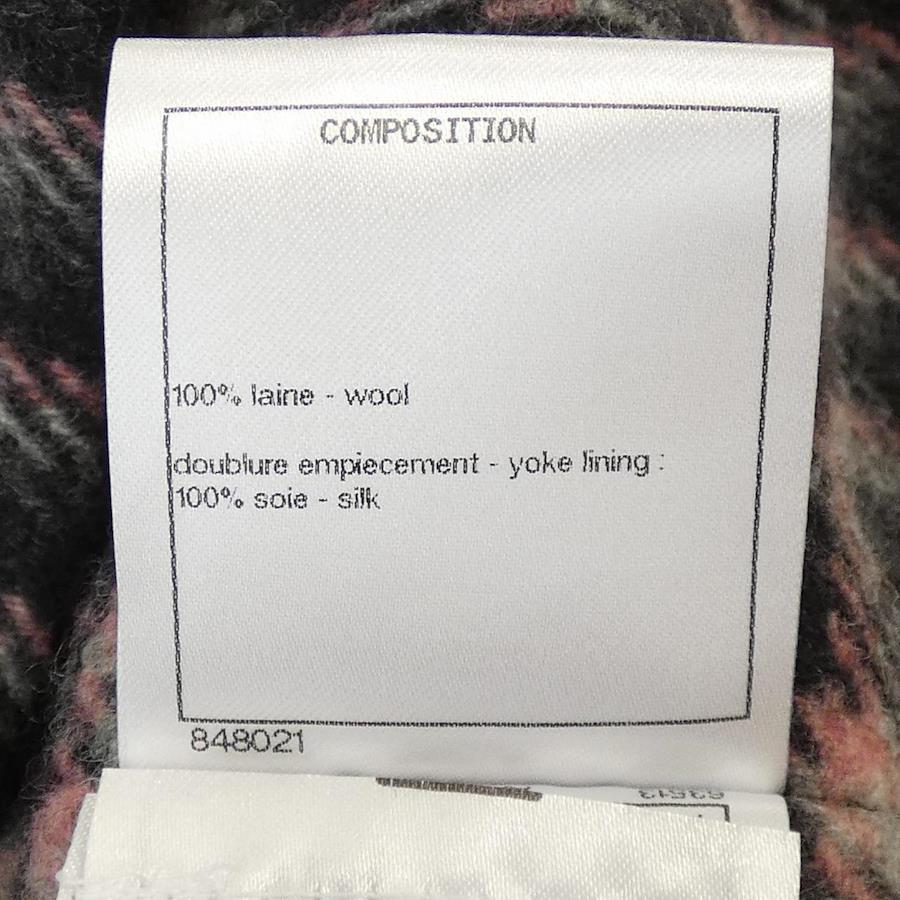 COMPOSITION
100% laine - wool
doublure empiecement - yoke lining :
100% soie - silk
848021